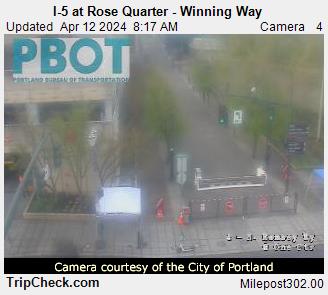 I-5 at Rose Quarter - Winning Way
Updated Apr 12 2024 8:17 AM Camera 4
PBOT
PORTLAND BUREAU OF TRANSPORTATION
Camera courtesy of the City of Portland
TripCheck.com Milepost302.00